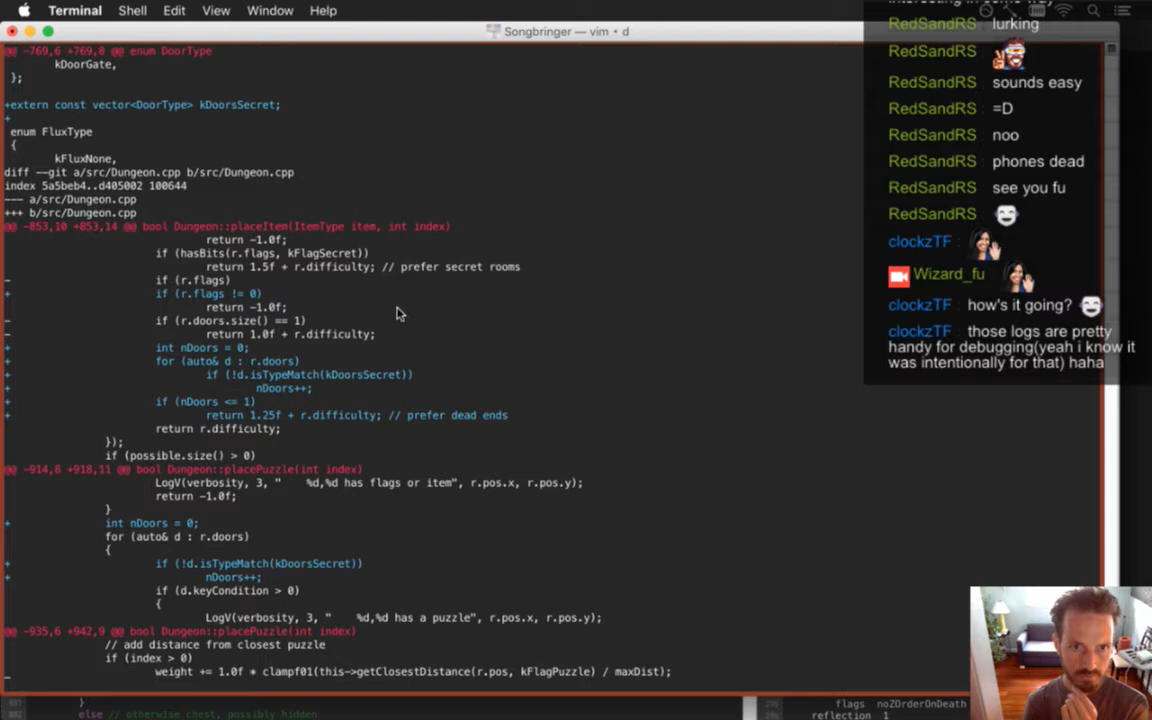 Terminal Shell Edit View Window Help
Songbringer — vim • d
@@ -769,6 +769,8 @@ enum DoorType
kDoorGate,
};
+extern const vector<DoorType> kDoorsSecret;
+
enum FluxType
{
kFluxNone,
diff --git a/src/Dungeon.cpp b/src/Dungeon.cpp
index 5a5beb4..d405002 100644
--- a/src/Dungeon.cpp
+++ b/src/Dungeon.cpp
@@ -853,10 +853,14 @@ bool Dungeon::placeItem(ItemType item, int index)
return -1.0f;
if (hasBits(r.flags, kFlagSecret))
return 1.5f + r.difficulty; // prefer secret rooms
- if (r.flags)
+ if (r.flags != 0)
return -1.0f;
- if (r.doors.size() == 1)
- return 1.0f + r.difficulty;
+ int nDoors = 0;
+ for (auto& d : r.doors)
+ if (!d.isTypeMatch(kDoorsSecret))
+ nDoors++;
+ if (nDoors <= 1)
+ return 1.25f + r.difficulty; // prefer dead ends
return r.difficulty;
});
if (possible.size() > 0)
@@ -914,8 +918,11 @@ bool Dungeon::placePuzzle(int index)
LogV(verbosity, 3, " %d,%d has flags or item", r.pos.x, r.pos.y);
return -1.0f;
}
+ int nDoors = 0;
for (auto& d : r.doors)
{
+ if (!d.isTypeMatch(kDoorsSecret))
+ nDoors++;
if (d.keyCondition > 0)
{
LogV(verbosity, 3, " %d,%d has a puzzle", r.pos.x, r.pos.y);
@@ -935,6 +942,9 @@ bool Dungeon::placePuzzle(int index)
// add distance from closest puzzle
if (index > 0)
weight += 1.0f * clampf01(this->getClosestDistance(r.pos, kFlagPuzzle) / maxDist);
881 }
882 else // otherwise chest, possibly hidden
flags noZOrderOnDeath
reflection 1
RedSandRS : lurking
RedSandRS :
RedSandRS : sounds easy
RedSandRS : =D
RedSandRS : noo
RedSandRS : phones dead
RedSandRS : see you fu
RedSandRS :
clockzTF :
Wizard_fu :
clockzTF : how's it going?
clockzTF : those logs are pretty
handy for debugging(yeah i know it
was intentionally for that) haha